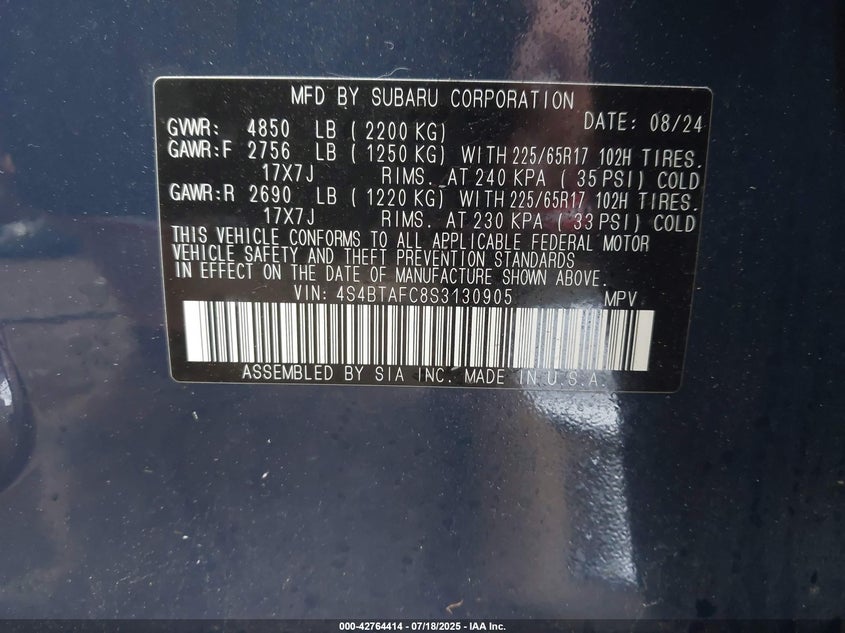 MFD BY SUBARU CORPORATION
GVWR: 4850 LB ( 2200 KG) DATE: 08/24
GAWR:F 2756 LB ( 1250 KG) WITH 225/65R17 102H TIRES.
17X7J RIMS. AT 240 KPA ( 35 PSI) COLD
GAWR:R 2690 LB ( 1220 KG) WITH 225/65R17 102H TIRES.
17X7J RIMS. AT 230 KPA ( 33 PSI) COLD
THIS VEHICLE CONFORMS TO ALL APPLICABLE FEDERAL MOTOR
VEHICLE SAFETY AND THEFT PREVENTION STANDARDS
IN EFFECT ON THE DATE OF MANUFACTURE SHOWN ABOVE.
VIN: 4S4BTAFC8S3130905 MPV
ASSEMBLED BY SIA INC. MADE IN U.S.A.
000-42764414 - 07/18/2025 - IAA Inc.